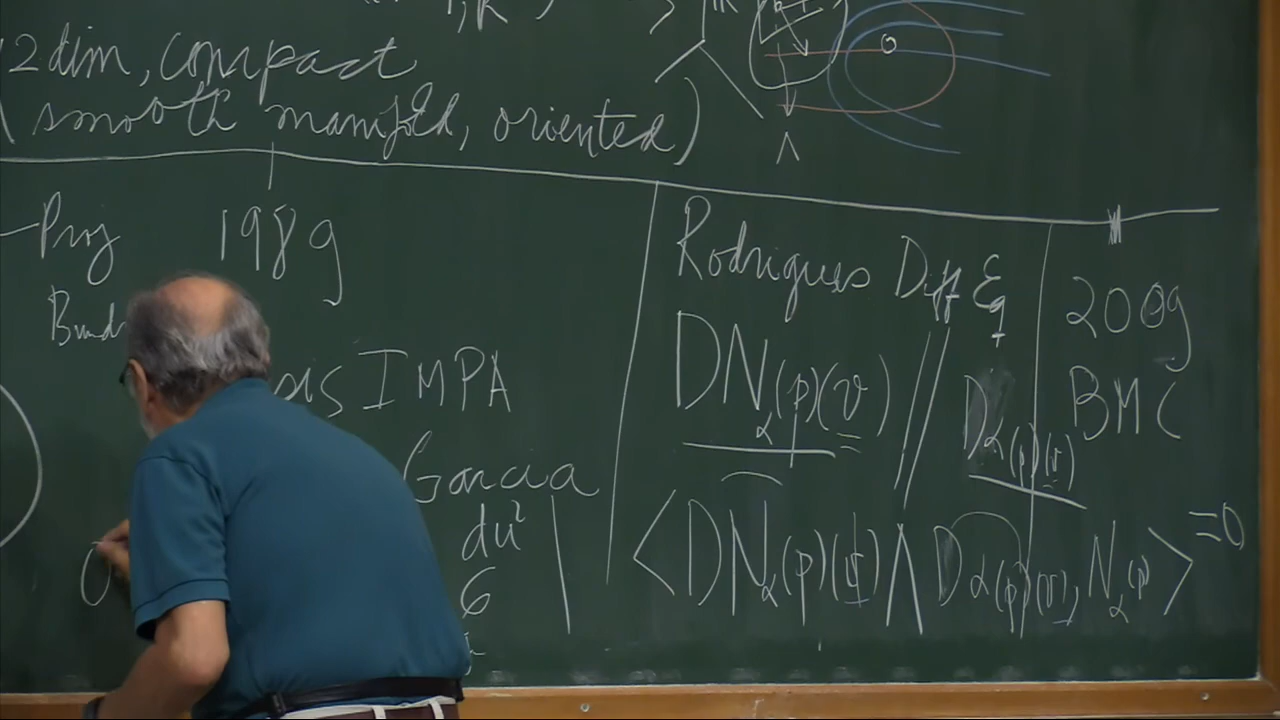 2 dim, compact
(smooth manifold, oriented)
Proj 1989
IMPA
Garcia
du²
6
Rodrigues Diff Eq
DN_α(p)(v) // Dα(p)(v)
<DN_α(p)(v) ∧ Dα(p)(v), N_α(p)> =0
2009
BMC